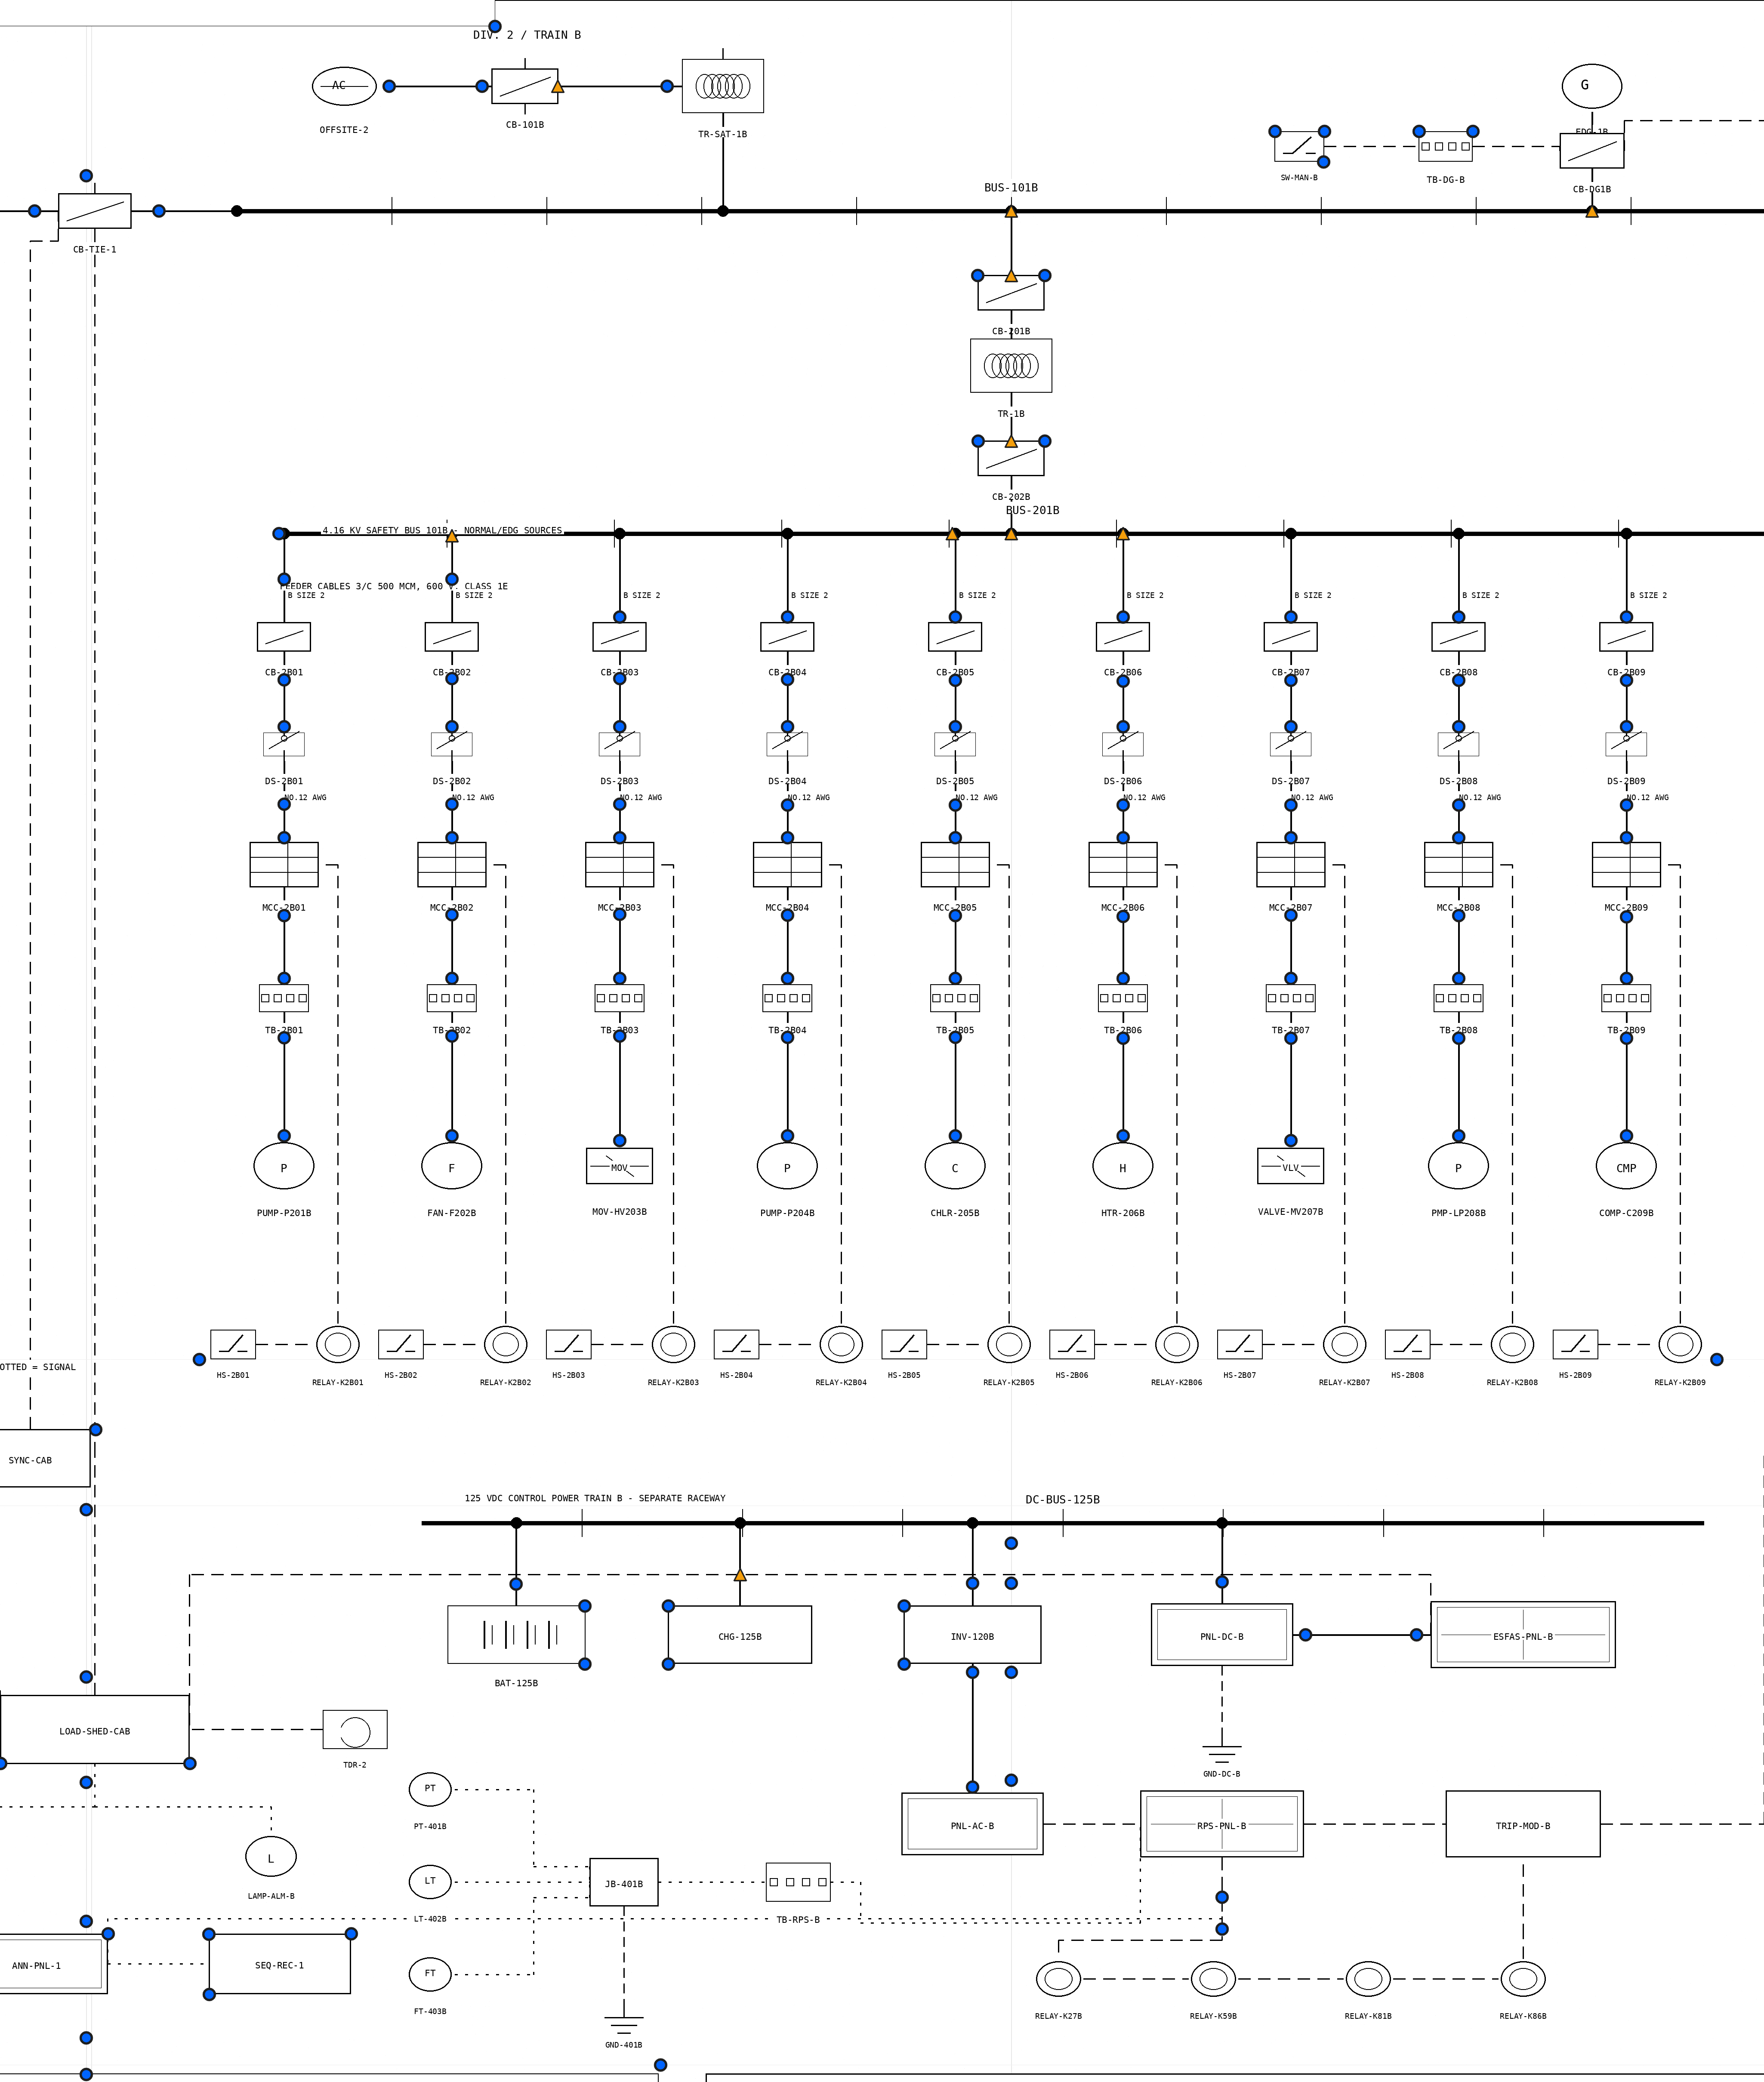 DIV. 2 / TRAIN B
AC
G
OFFSITE-2
CB-101B
TR-SAT-1B
EDG-1B
SW-MAN-B
TB-DG-B
CB-DG1B
BUS-101B
CB-TIE-1
CB-201B
TR-1B
CB-202B
BUS-201B
4.16 KV SAFETY BUS 101B - NORMAL/EDG SOURCES
FEEDER CABLES 3/C 500 MCM, 600 V. CLASS 1E
B SIZE 2
B SIZE 2
B SIZE 2
B SIZE 2
B SIZE 2
B SIZE 2
B SIZE 2
B SIZE 2
B SIZE 2
CB-2B01
CB-2B02
CB-2B03
CB-2B04
CB-2B05
CB-2B06
CB-2B07
CB-2B08
CB-2B09
DS-2B01
DS-2B02
DS-2B03
DS-2B04
DS-2B05
DS-2B06
DS-2B07
DS-2B08
DS-2B09
NO.12 AWG
NO.12 AWG
NO.12 AWG
NO.12 AWG
NO.12 AWG
NO.12 AWG
NO.12 AWG
NO.12 AWG
NO.12 AWG
MCC-2B01
MCC-2B02
MCC-2B03
MCC-2B04
MCC-2B05
MCC-2B06
MCC-2B07
MCC-2B08
MCC-2B09
TB-2B01
TB-2B02
TB-2B03
TB-2B04
TB-2B05
TB-2B06
TB-2B07
TB-2B08
TB-2B09
P
F
MOV
P
C
H
VLV
P
CMP
PUMP-P201B
FAN-F202B
MOV-HV203B
PUMP-P204B
CHLR-205B
HTR-206B
VALVE-MV207B
PMP-LP208B
COMP-C209B
OTTED = SIGNAL
HS-2B01
RELAY-K2B01
HS-2B02
RELAY-K2B02
HS-2B03
RELAY-K2B03
HS-2B04
RELAY-K2B04
HS-2B05
RELAY-K2B05
HS-2B06
RELAY-K2B06
HS-2B07
RELAY-K2B07
HS-2B08
RELAY-K2B08
HS-2B09
RELAY-K2B09
SYNC-CAB
125 VDC CONTROL POWER TRAIN B - SEPARATE RACEWAY
DC-BUS-125B
CHG-125B
INV-120B
PNL-DC-B
ESFAS-PNL-B
BAT-125B
LOAD-SHED-CAB
TDR-2
GND-DC-B
PT
PT-401B
PNL-AC-B
RPS-PNL-B
TRIP-MOD-B
L
LAMP-ALM-B
LT
JB-401B
LT-402B
TB-RPS-B
ANN-PNL-1
SEQ-REC-1
FT
FT-403B
GND-401B
RELAY-K27B
RELAY-K59B
RELAY-K81B
RELAY-K86B